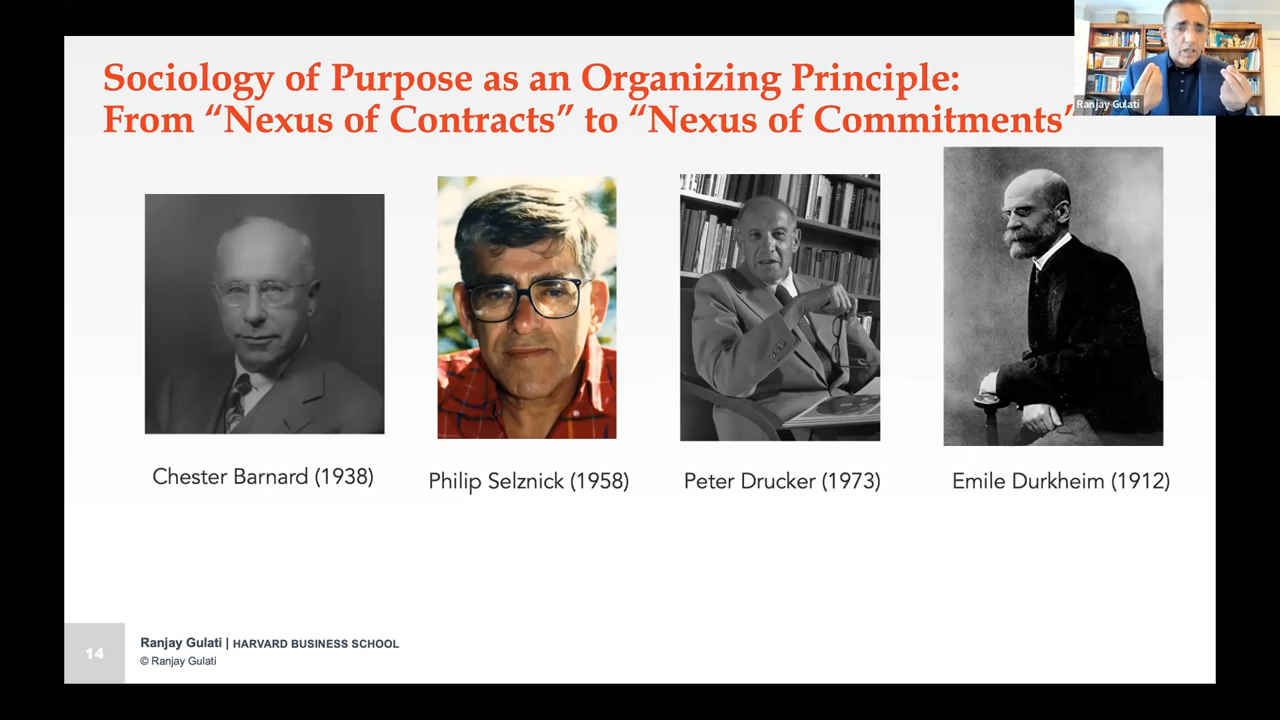 Sociology of Purpose as an Organizing Principle:
From “Nexus of Contracts” to “Nexus of Commitments”
Ranjay Gulati
Chester Barnard (1938)
Philip Selznick (1958)
Peter Drucker (1973)
Emile Durkheim (1912)
14
Ranjay Gulati | HARVARD BUSINESS SCHOOL
© Ranjay Gulati